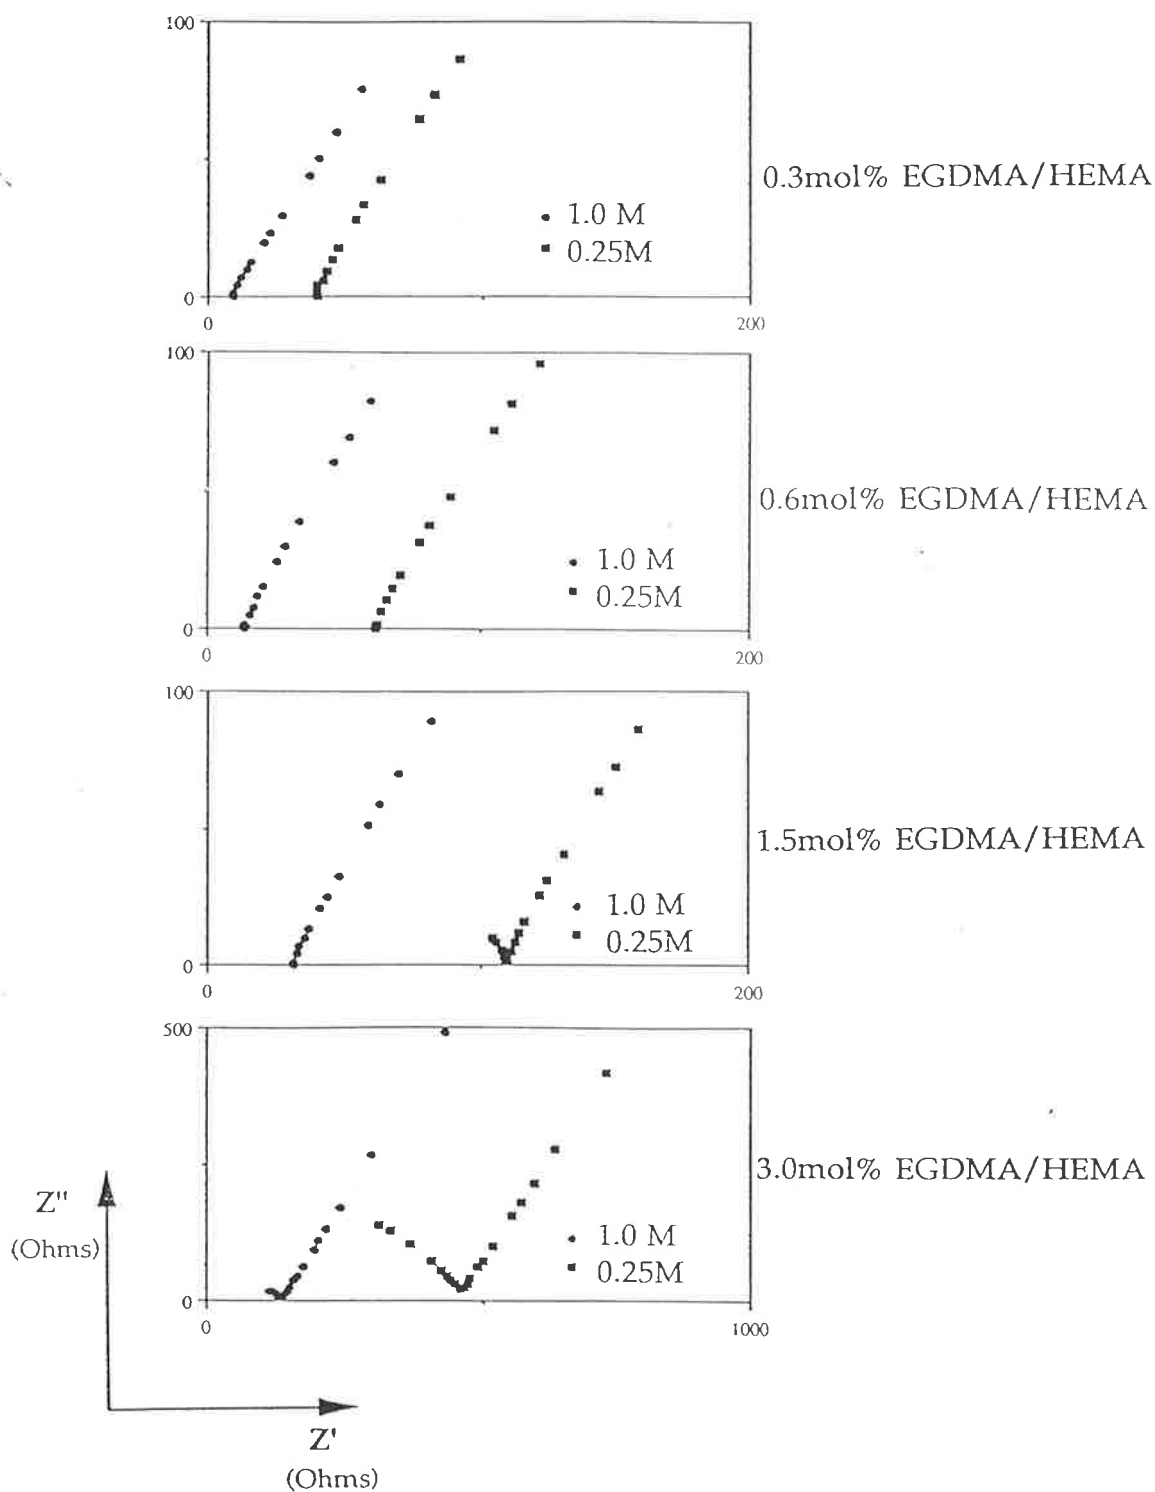 100
0.3mol% EGDMA/HEMA
1.0 M
0.25M
0
0
200
100
0.6mol% EGDMA/HEMA
1.0 M
0.25M
0
0
200
100
1.5mol% EGDMA/HEMA
1.0 M
0.25M
0
0
200
500
3.0mol% EGDMA/HEMA
Z"
(Ohms)
1.0 M
0.25M
0
0
1000
Z'
(Ohms)